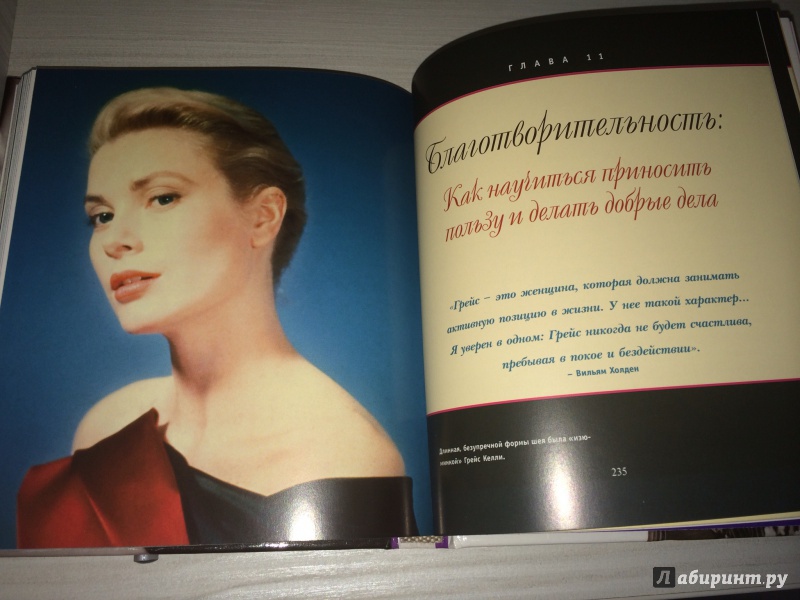 ГЛАВА 11
Благотворительность:
Как научиться приносить
пользу и делать добрые дела
«Грейс – это женщина, которая должна занимать
активную позицию в жизни. У нее такой характер...
Я уверен в одном: Грейс никогда не будет счастлива,
пребывая в покое и бездействии».
– Вильям Холден
Длинная, безупречной формы шея была «изю-
минкой» Грейс Келли.
235
Лабиринт.ру